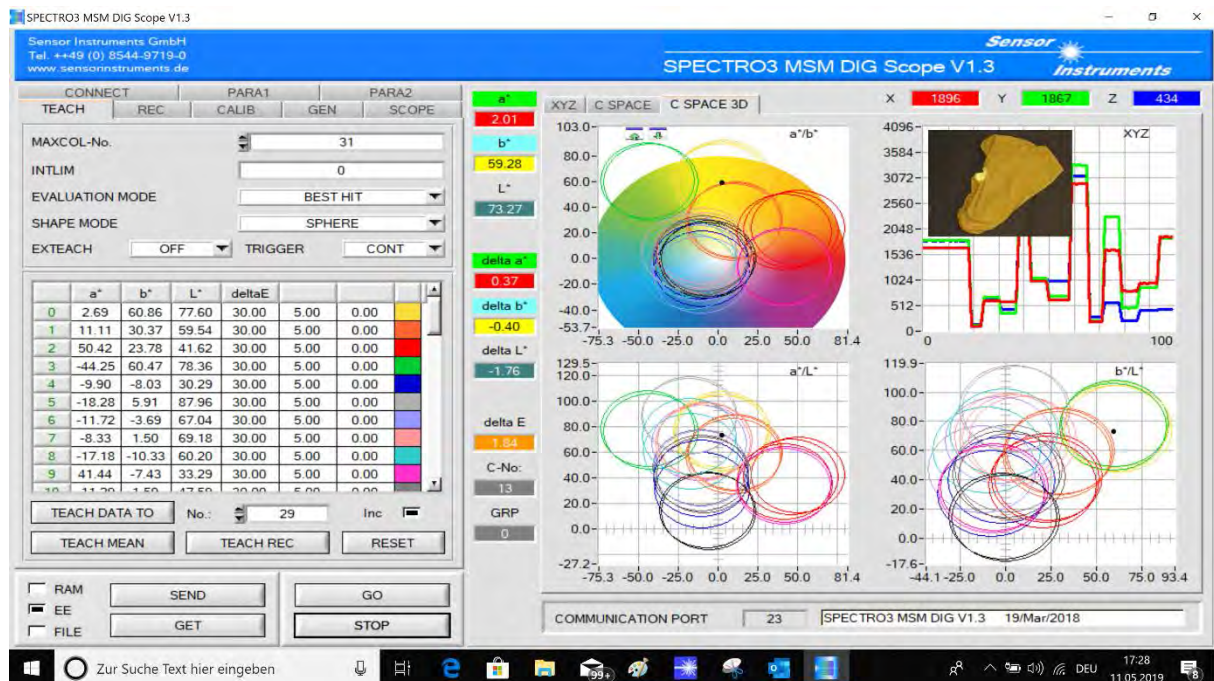 SPECTRO3 MSM DIG Scope V1.3
Sensor Instruments GmbH
Tel. ++49 (0) 8544-9719-0
www.sensorinstruments.de
Sensor
Instruments
SPECTRO3 MSM DIG Scope V1.3
CONNECT PARA1 PARA2
TEACH REC CALIB GEN SCOPE
MAXCOL-No. 31
INTLIM 0
EVALUATION MODE BEST HIT
SHAPE MODE SPHERE
EXTEACH OFF TRIGGER CONT
a* b* L* deltaE
0 2.69 60.86 77.60 30.00 5.00 0.00
1 11.11 30.37 59.54 30.00 5.00 0.00
2 50.42 23.78 41.62 30.00 5.00 0.00
3 -44.25 60.47 78.36 30.00 5.00 0.00
4 -9.90 -8.03 30.29 30.00 5.00 0.00
5 -18.28 5.91 87.96 30.00 5.00 0.00
6 -11.72 -3.69 67.04 30.00 5.00 0.00
7 -8.33 1.50 69.18 30.00 5.00 0.00
8 -17.18 -10.33 60.20 30.00 5.00 0.00
9 41.44 -7.43 33.29 30.00 5.00 0.00
TEACH DATA TO No.: 29 Inc
TEACH MEAN TEACH REC RESET
RAM
EE
FILE
SEND GO
GET STOP
a*
2.01
b*
59.28
L*
73.27
delta a*
0.37
delta b*
-0.40
delta L*
-1.76
delta E
1.84
C-No:
13
GRP
0
XYZ C SPACE C SPACE 3D
X 1896 Y 1867 Z 434
a*/b*
103.0
80.0
60.0
40.0
20.0
0.0
-20.0
-40.0
-53.7
-75.3 -50.0 -25.0 0.0 25.0 50.0 81.4
XYZ
4096
3584
3072
2560
2048
1536
1024
512
0
0 100
a*/L*
129.5
120.0
100.0
80.0
60.0
40.0
20.0
0.0
-27.2
-75.3 -50.0 -25.0 0.0 25.0 50.0 81.4
b*/L*
119.9
100.0
80.0
60.0
40.0
20.0
0.0
-17.6
-44.1 -25.0 0.0 25.0 50.0 75.0 93.4
COMMUNICATION PORT 23 SPECTRO3 MSM DIG V1.3 19/Mar/2018
Zur Suche Text hier eingeben
99+
DEU
17:28
11.05.2019
8